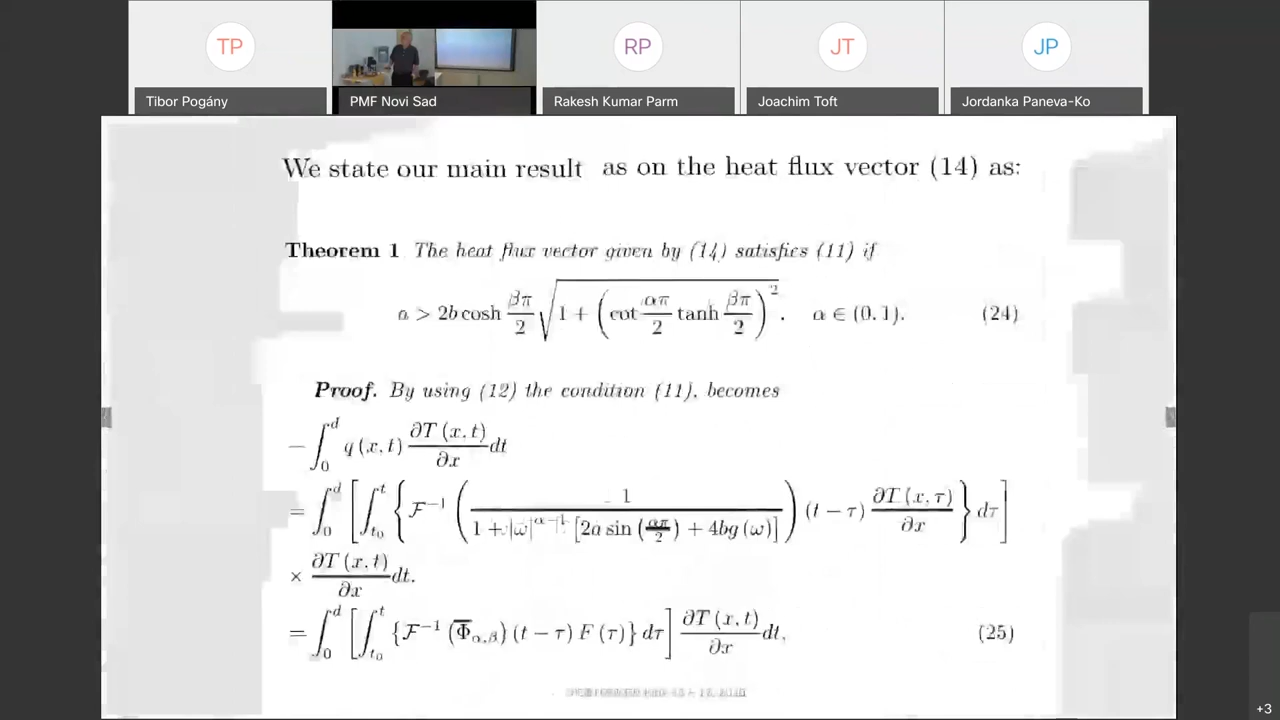 TP
RP
JT
JP
Tibor Pogány
PMF Novi Sad
Rakesh Kumar Parm
Joachim Toft
Jordanka Paneva-Ko
We state our main result as on the heat flux vector (14) as:
Theorem 1 The heat flux vector given by (14) satisfies (11) if
a > 2b cosh βπ/2 √(1 + (cot απ/2 tanh βπ/2)²). α ∈ (0.1). (24)
Proof. By using (12) the condition (11), becomes
− ∫₀ᵈ q (x, t) ∂T (x, t)/∂x dt
= ∫₀ᵈ [∫_{t₀}^t {F⁻¹ (1/(1 + |ω|^{α−1} [2a sin (απ/2) + 4bg (ω)])) (t − τ) ∂T (x, τ)/∂x} dτ]
× ∂T (x, t)/∂x dt.
= ∫₀ᵈ [∫_{t₀}^t {F⁻¹ (Φ̅_{α,β}) (t − τ) F (τ)} dτ] ∂T (x, t)/∂x dt, (25)
+3